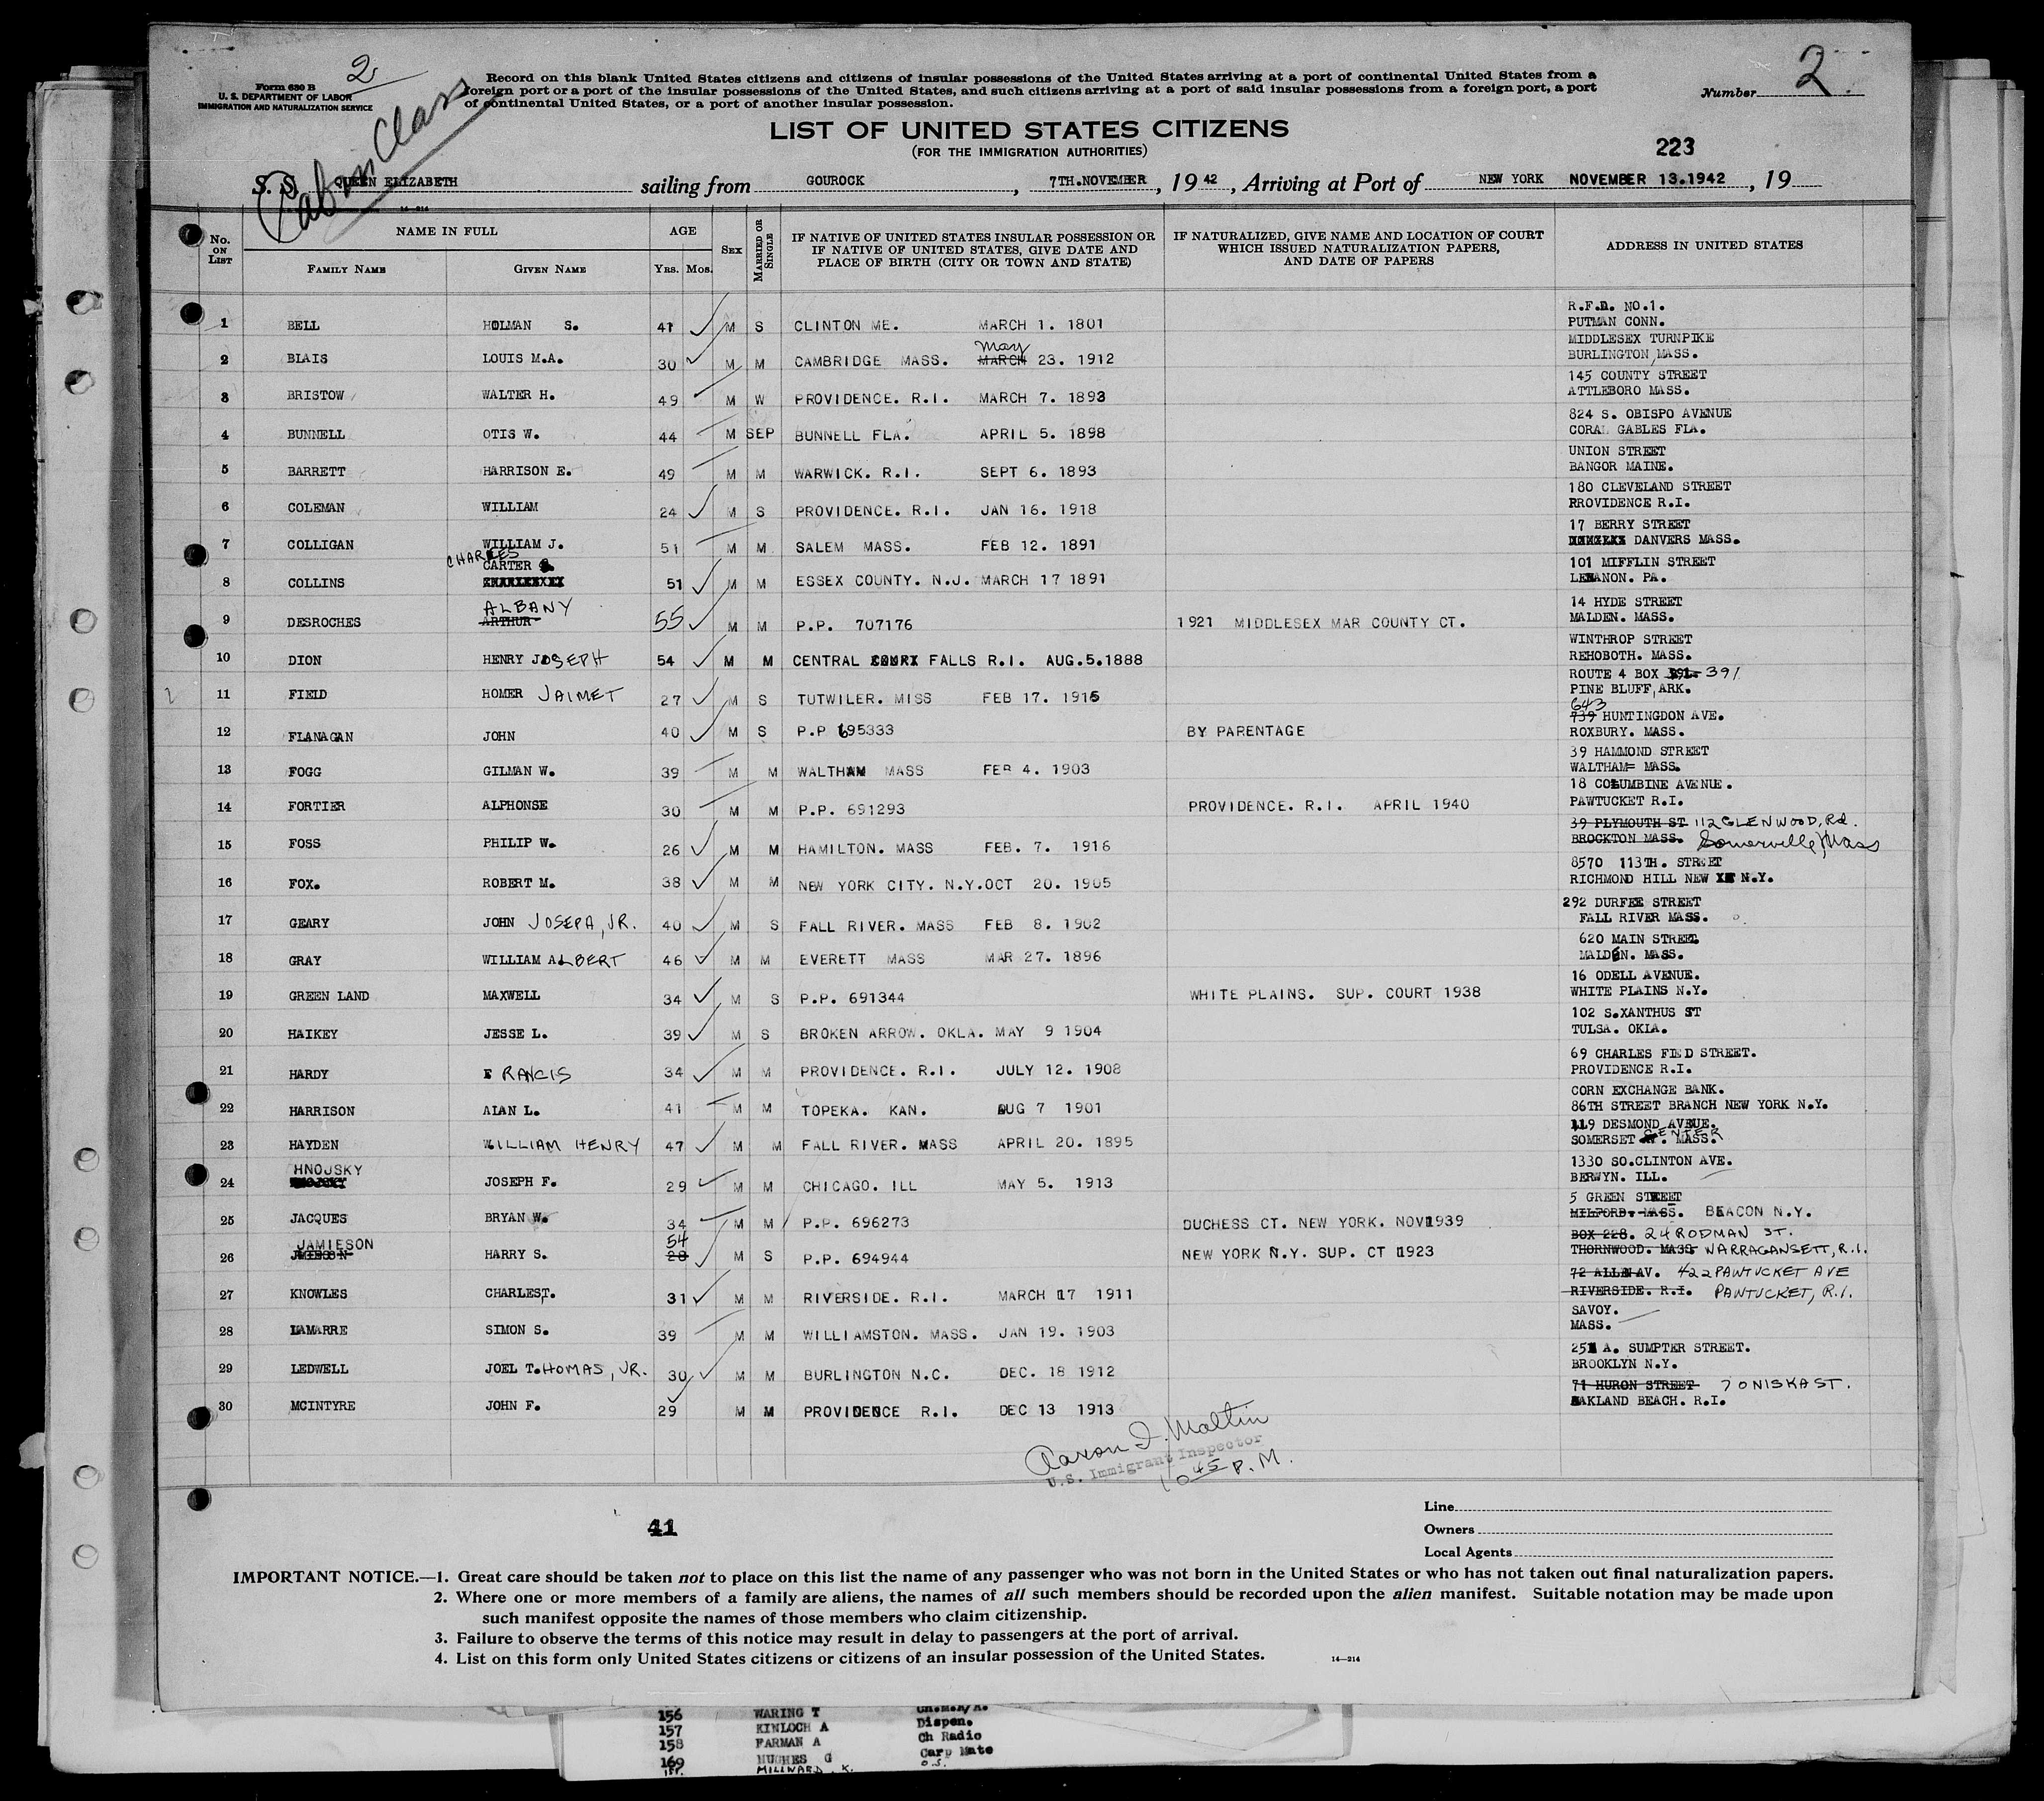 2
2
Form 630 B
U. S. DEPARTMENT OF LABOR
IMMIGRATION AND NATURALIZATION SERVICE
Cabin Class
Record on this blank United States citizens and citizens of insular possessions of the United States arriving at a port of continental United States from a
foreign port or a port of the insular possessions of the United States, and such citizens arriving at a port of said insular possessions from a foreign port, a port
of continental United States, or a port of another insular possession.
Number
LIST OF UNITED STATES CITIZENS
(FOR THE IMMIGRATION AUTHORITIES)
223
S. S. QUEEN ELIZABETH sailing from GOUROCK, 7TH.NOVEMBER, 19 42, Arriving at Port of NEW YORK NOVEMBER 13.1942, 19
14-214
No. ON LIST
NAME IN FULL
FAMILY NAME GIVEN NAME
AGE
YRS. MOS.
SEX
MARRIED OR SINGLE
IF NATIVE OF UNITED STATES INSULAR POSSESSION OR
IF NATIVE OF UNITED STATES, GIVE DATE AND
PLACE OF BIRTH (CITY OR TOWN AND STATE)
IF NATURALIZED, GIVE NAME AND LOCATION OF COURT
WHICH ISSUED NATURALIZATION PAPERS,
AND DATE OF PAPERS
ADDRESS IN UNITED STATES
R.F.D. NO.1.
1 BELL HOLMAN S. 41 M S CLINTON ME. MARCH 1. 1801 PUTMAN CONN.
May MIDDLESEX TURNPIKE
2 BLAIS LOUIS M.A. 30 M M CAMBRIDGE MASS. MARCH 23. 1912 BURLINGTON MASS.
145 COUNTY STREET
3 BRISTOW WALTER H. 49 M W PROVIDENCE. R.I. MARCH 7. 1893 ATTLEBORO MASS.
824 S. OBISPO AVENUE
4 BUNNELL OTIS W. 44 M SEP BUNNELL FLA. APRIL 5. 1898 CORAL GABLES FLA.
UNION STREET
5 BARRETT HARRISON E. 49 M M WARWICK. R.I. SEPT 6. 1893 BANGOR MAINE.
180 CLEVELAND STREET
6 COLEMAN WILLIAM 24 M S PROVIDENCE. R.I. JAN 16. 1918 PROVIDENCE R.I.
17 BERRY STREET
7 COLLIGAN WILLIAM J. 51 M M SALEM MASS. FEB 12. 1891 DANVERS MASS.
CHARLES
CARTER 101 MIFFLIN STREET
8 COLLINS 51 M M ESSEX COUNTY. N.J. MARCH 17 1891 LEBANON. PA.
ALBANY 14 HYDE STREET
9 DESROCHES ARTHUR 55 M M P.P. 707176 1921 MIDDLESEX MAR COUNTY CT. MALDEN. MASS.
WINTHROP STREET
10 DION HENRY JOSEPH 54 M M CENTRAL FALLS R.I. AUG.5.1888 REHOBOTH. MASS.
ROUTE 4 BOX 391
11 FIELD HOMER JAIMET 27 M S TUTWILER. MISS FEB 17. 1915 PINE BLUFF, ARK.
643
739 HUNTINGDON AVE.
12 FLANAGAN JOHN 40 M S P.P 695333 BY PARENTAGE ROXBURY. MASS.
39 HAMMOND STREET
13 FOGG GILMAN W. 39 M M WALTHAM MASS FEB 4. 1903 WALTHAM= MASS.
18 COLUMBINE AVENUE.
14 FORTIER ALPHONSE 30 M M P.P. 691293 PROVIDENCE. R.I. APRIL 1940 PAWTUCKET R.I.
39 PLYMOUTH ST 112 GLENWOOD, Rd.
15 FOSS PHILIP W. 26 M M HAMILTON. MASS FEB. 7. 1916 BROCKTON MASS. Somerville, Mass
8570 113TH. STREET
16 FOX. ROBERT M. 38 M M NEW YORK CITY. N.Y.OCT 20. 1905 RICHMOND HILL NEW N.Y.
292 DURFEE STREET
17 GEARY JOHN JOSEPH, JR. 40 M S FALL RIVER. MASS FEB 8. 1902 FALL RIVER MASS.
620 MAIN STREET.
18 GRAY WILLIAM ALBERT 46 M M EVERETT MASS MAR 27. 1896 MALDEN. MASS.
16 ODELL AVENUE.
19 GREEN LAND MAXWELL 34 M S P.P. 691344 WHITE PLAINS. SUP. COURT 1938 WHITE PLAINS N.Y.
102 S.XANTHUS ST
20 HAIKEY JESSE L. 39 M S BROKEN ARROW. OKLA. MAY 9 1904 TULSA. OKLA.
69 CHARLES FIELD STREET.
21 HARDY FRANCIS 34 M M PROVIDENCE. R.I. JULY 12. 1908 PROVIDENCE R.I.
CORN EXCHANGE BANK.
22 HARRISON ALAN L. 41 M M TOPEKA. KAN. AUG 7 1901 86TH STREET BRANCH NEW YORK N.Y.
119 DESMOND AVEUE.
23 HAYDEN WILLIAM HENRY 47 M M FALL RIVER. MASS APRIL 20. 1895 SOMERSET CENTER MASS.
HNOJSKY 1330 SO.CLINTON AVE.
24 JOSEPH F. 29 M M CHICAGO. ILL MAY 5. 1913 BERWYN. ILL.
5 GREEN STREET
25 JACQUES BRYAN W. 34 M M P.P. 696273 DUCHESS CT. NEW YORK. NOV1939 MILFORD. MASS. BEACON N.Y.
JAMIESON 54 BOX 228. 24 RODMAN ST.
26 HARRY S. 28 M S P.P. 694944 NEW YORK N.Y. SUP. CT 1923 THORNWOOD. MASS NARRAGANSETT, R.I.
72 ALLEN AV. 422 PAWTUCKET AVE
27 KNOWLES CHARLES T. 31 M M RIVERSIDE. R.I. MARCH 17 1911 RIVERSIDE. R.I. PAWTUCKET, R.I.
SAVOY.
28 LAMARRE SIMON S. 39 M M WILLIAMSTON. MASS. JAN 19. 1903 MASS.
251 A. SUMPTER STREET.
29 LEDWELL JOEL THOMAS, JR. 30 M M BURLINGTON N.C. DEC. 18 1912 BROOKLYN N.Y.
71 HURON STREET 70 NISKA ST.
30 MCINTYRE JOHN F. 29 M M PROVIDENCE R.I. DEC 13 1913 OAKLAND BEACH. R.I.
Aaron I. Maltin
U.S. Immigrant Inspector
10 45 P.M.
Line
41
Owners
Local Agents
IMPORTANT NOTICE.—1. Great care should be taken not to place on this list the name of any passenger who was not born in the United States or who has not taken out final naturalization papers.
2. Where one or more members of a family are aliens, the names of all such members should be recorded upon the alien manifest. Suitable notation may be made upon
such manifest opposite the names of those members who claim citizenship.
3. Failure to observe the terms of this notice may result in delay to passengers at the port of arrival.
4. List on this form only United States citizens or citizens of an insular possession of the United States.
14—214
156 WARING T
157 KINLOCH A Dispen.
158 FARMAN A Ch Radio
169 HUGHES G Carp Mate
MILLWARD. K. O.S.